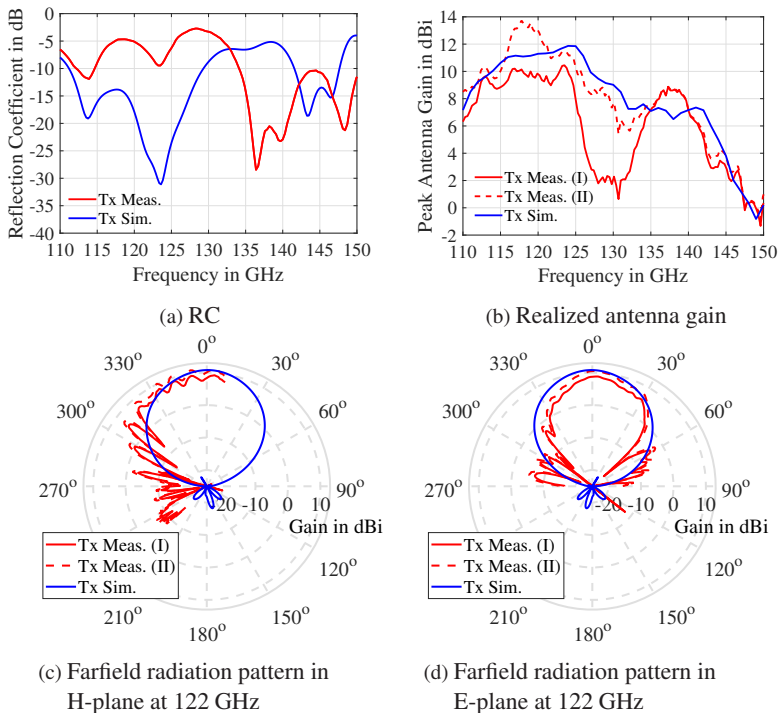 0
-5
-10
-15
-20
-25
-30
-35
-40
Reflection Coefficient in dB
Tx Meas.
Tx Sim.
110 115 120 125 130 135 140 145 150
Frequency in GHz
(a) RC
14
12
10
8
6
4
2
0
-2
Peak Antenna Gain in dBi
Tx Meas. (I)
Tx Meas. (II)
Tx Sim.
110 115 120 125 130 135 140 145 150
Frequency in GHz
(b) Realized antenna gain
0°
330° 30°
300° 60°
270° 90°
-20 -10 0 10
Gain in dBi
Tx Meas. (I)
Tx Meas. (II)
Tx Sim.
120°
210° 150°
180°
(c) Farfield radiation pattern in
H-plane at 122 GHz
0°
330° 30°
300° 60°
270° 90°
-20 -10 0 10
Gain in dBi
Tx Meas. (I)
Tx Meas. (II)
Tx Sim.
120°
210° 150°
180°
(d) Farfield radiation pattern in
E-plane at 122 GHz